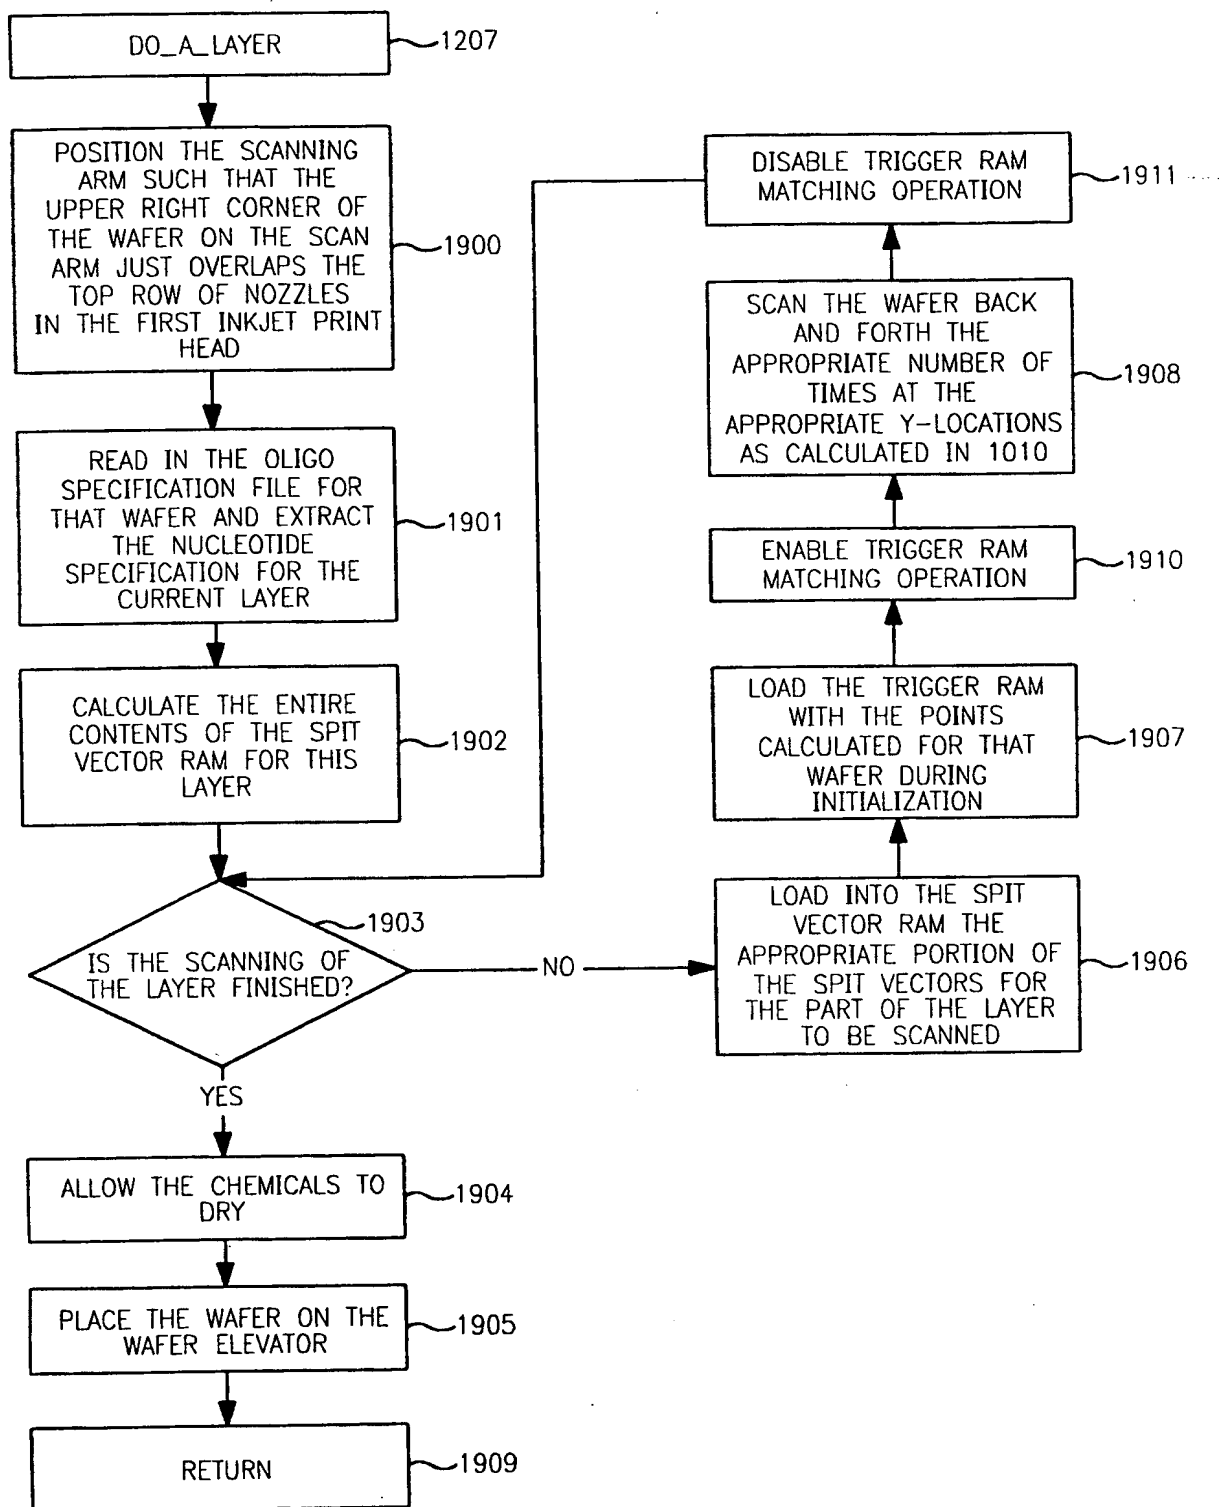 DO_A_LAYER
1207
POSITION THE SCANNING
ARM SUCH THAT THE
UPPER RIGHT CORNER OF
THE WAFER ON THE SCAN
ARM JUST OVERLAPS THE
TOP ROW OF NOZZLES
IN THE FIRST INKJET PRINT
HEAD
1900
READ IN THE OLIGO
SPECIFICATION FILE FOR
THAT WAFER AND EXTRACT
THE NUCLEOTIDE
SPECIFICATION FOR THE
CURRENT LAYER
1901
CALCULATE THE ENTIRE
CONTENTS OF THE SPIT
VECTOR RAM FOR THIS
LAYER
1902
1903
IS THE SCANNING OF
THE LAYER FINISHED?
NO
YES
ALLOW THE CHEMICALS TO
DRY
1904
PLACE THE WAFER ON THE
WAFER ELEVATOR
1905
RETURN
1909
DISABLE TRIGGER RAM
MATCHING OPERATION
1911
SCAN THE WAFER BACK
AND FORTH THE
APPROPRIATE NUMBER OF
TIMES AT THE
APPROPRIATE Y-LOCATIONS
AS CALCULATED IN 1010
1908
ENABLE TRIGGER RAM
MATCHING OPERATION
1910
LOAD THE TRIGGER RAM
WITH THE POINTS
CALCULATED FOR THAT
WAFER DURING
INITIALIZATION
1907
LOAD INTO THE SPIT
VECTOR RAM THE
APPROPRIATE PORTION OF
THE SPIT VECTORS FOR
THE PART OF THE LAYER
TO BE SCANNED
1906